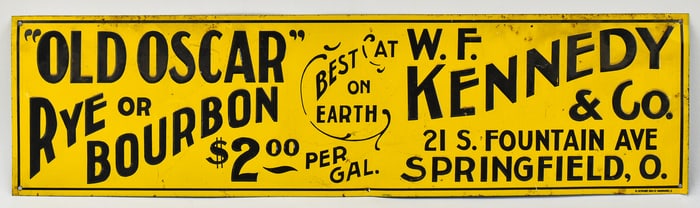 "OLD OSCAR"
RYE OR
BOURBON
$2.00 PER
GAL.
BEST
ON
EARTH
AT
W. F.
KENNEDY
& CO.
21 S. FOUNTAIN AVE
SPRINGFIELD, O.